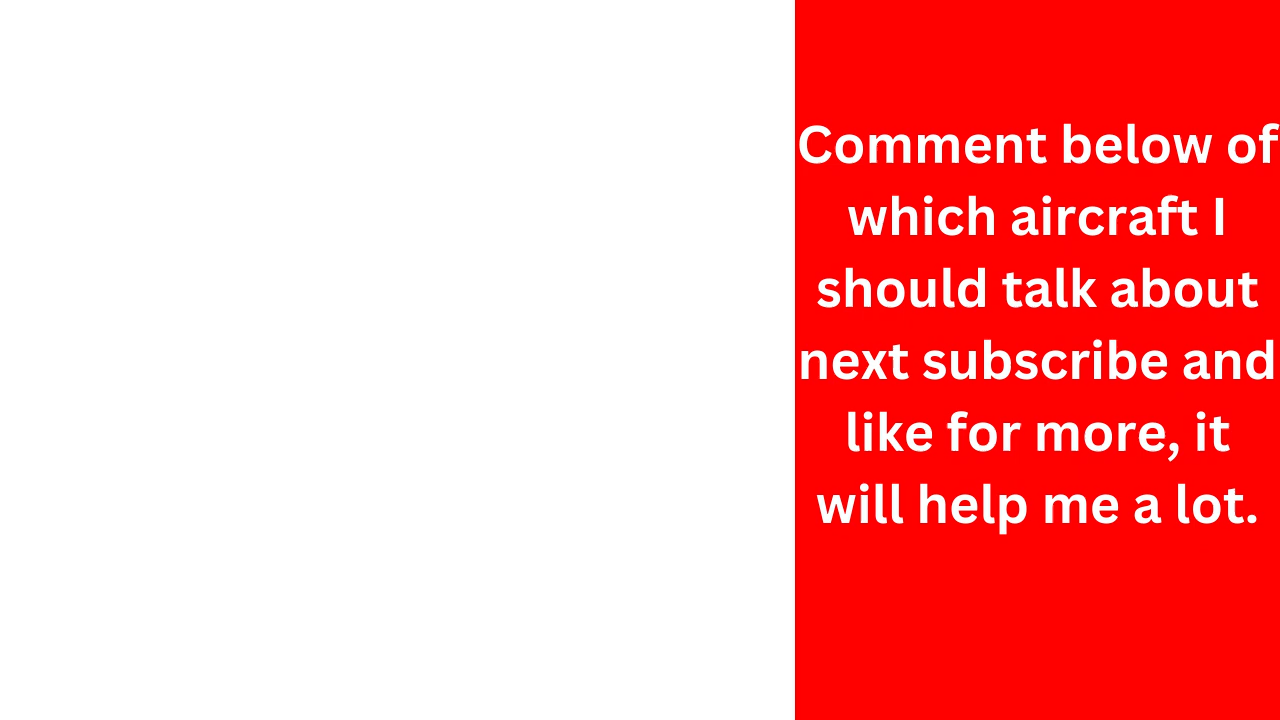 Comment below of
which aircraft I
should talk about
next subscribe and
like for more, it
will help me a lot.